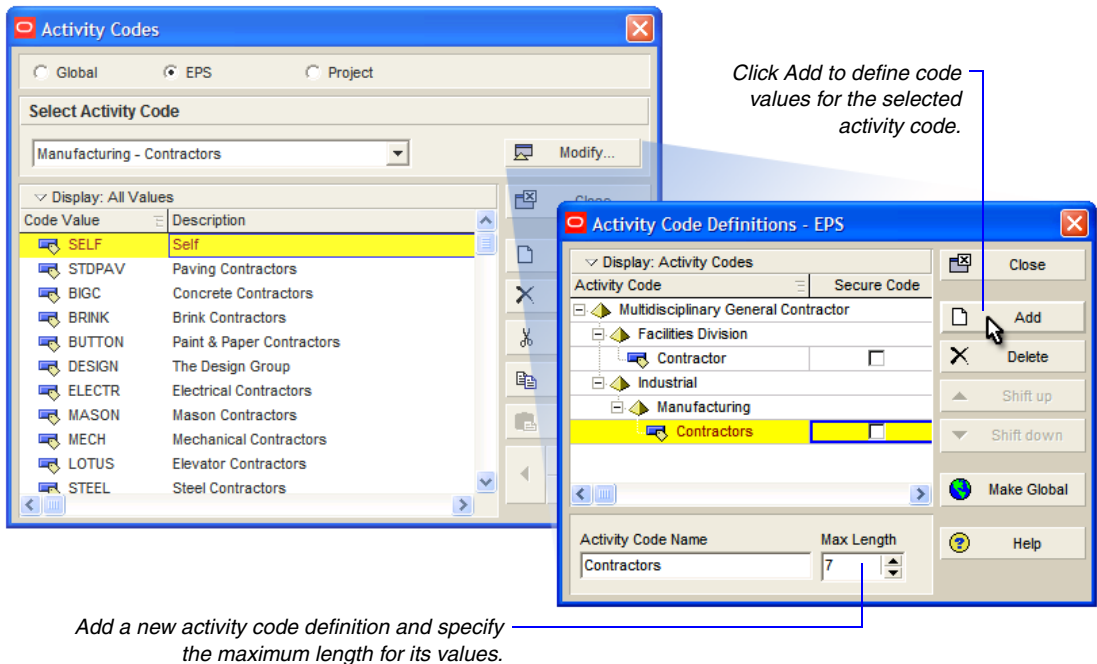 Activity Codes
Global EPS Project
Select Activity Code
Manufacturing - Contractors
Modify...
Display: All Values
Close
Code Value Description
SELF Self
STDPAV Paving Contractors
BIGC Concrete Contractors
BRINK Brink Contractors
BUTTON Paint & Paper Contractors
DESIGN The Design Group
ELECTR Electrical Contractors
MASON Mason Contractors
MECH Mechanical Contractors
LOTUS Elevator Contractors
STEEL Steel Contractors
Click Add to define code
values for the selected
activity code.
Activity Code Definitions - EPS
Display: Activity Codes
Activity Code Secure Code
Multidisciplinary General Contractor
Facilities Division
Contractor
Industrial
Manufacturing
Contractors
Close
Add
Delete
Shift up
Shift down
Make Global
Help
Activity Code Name Max Length
Contractors 7
Add a new activity code definition and specify
the maximum length for its values.